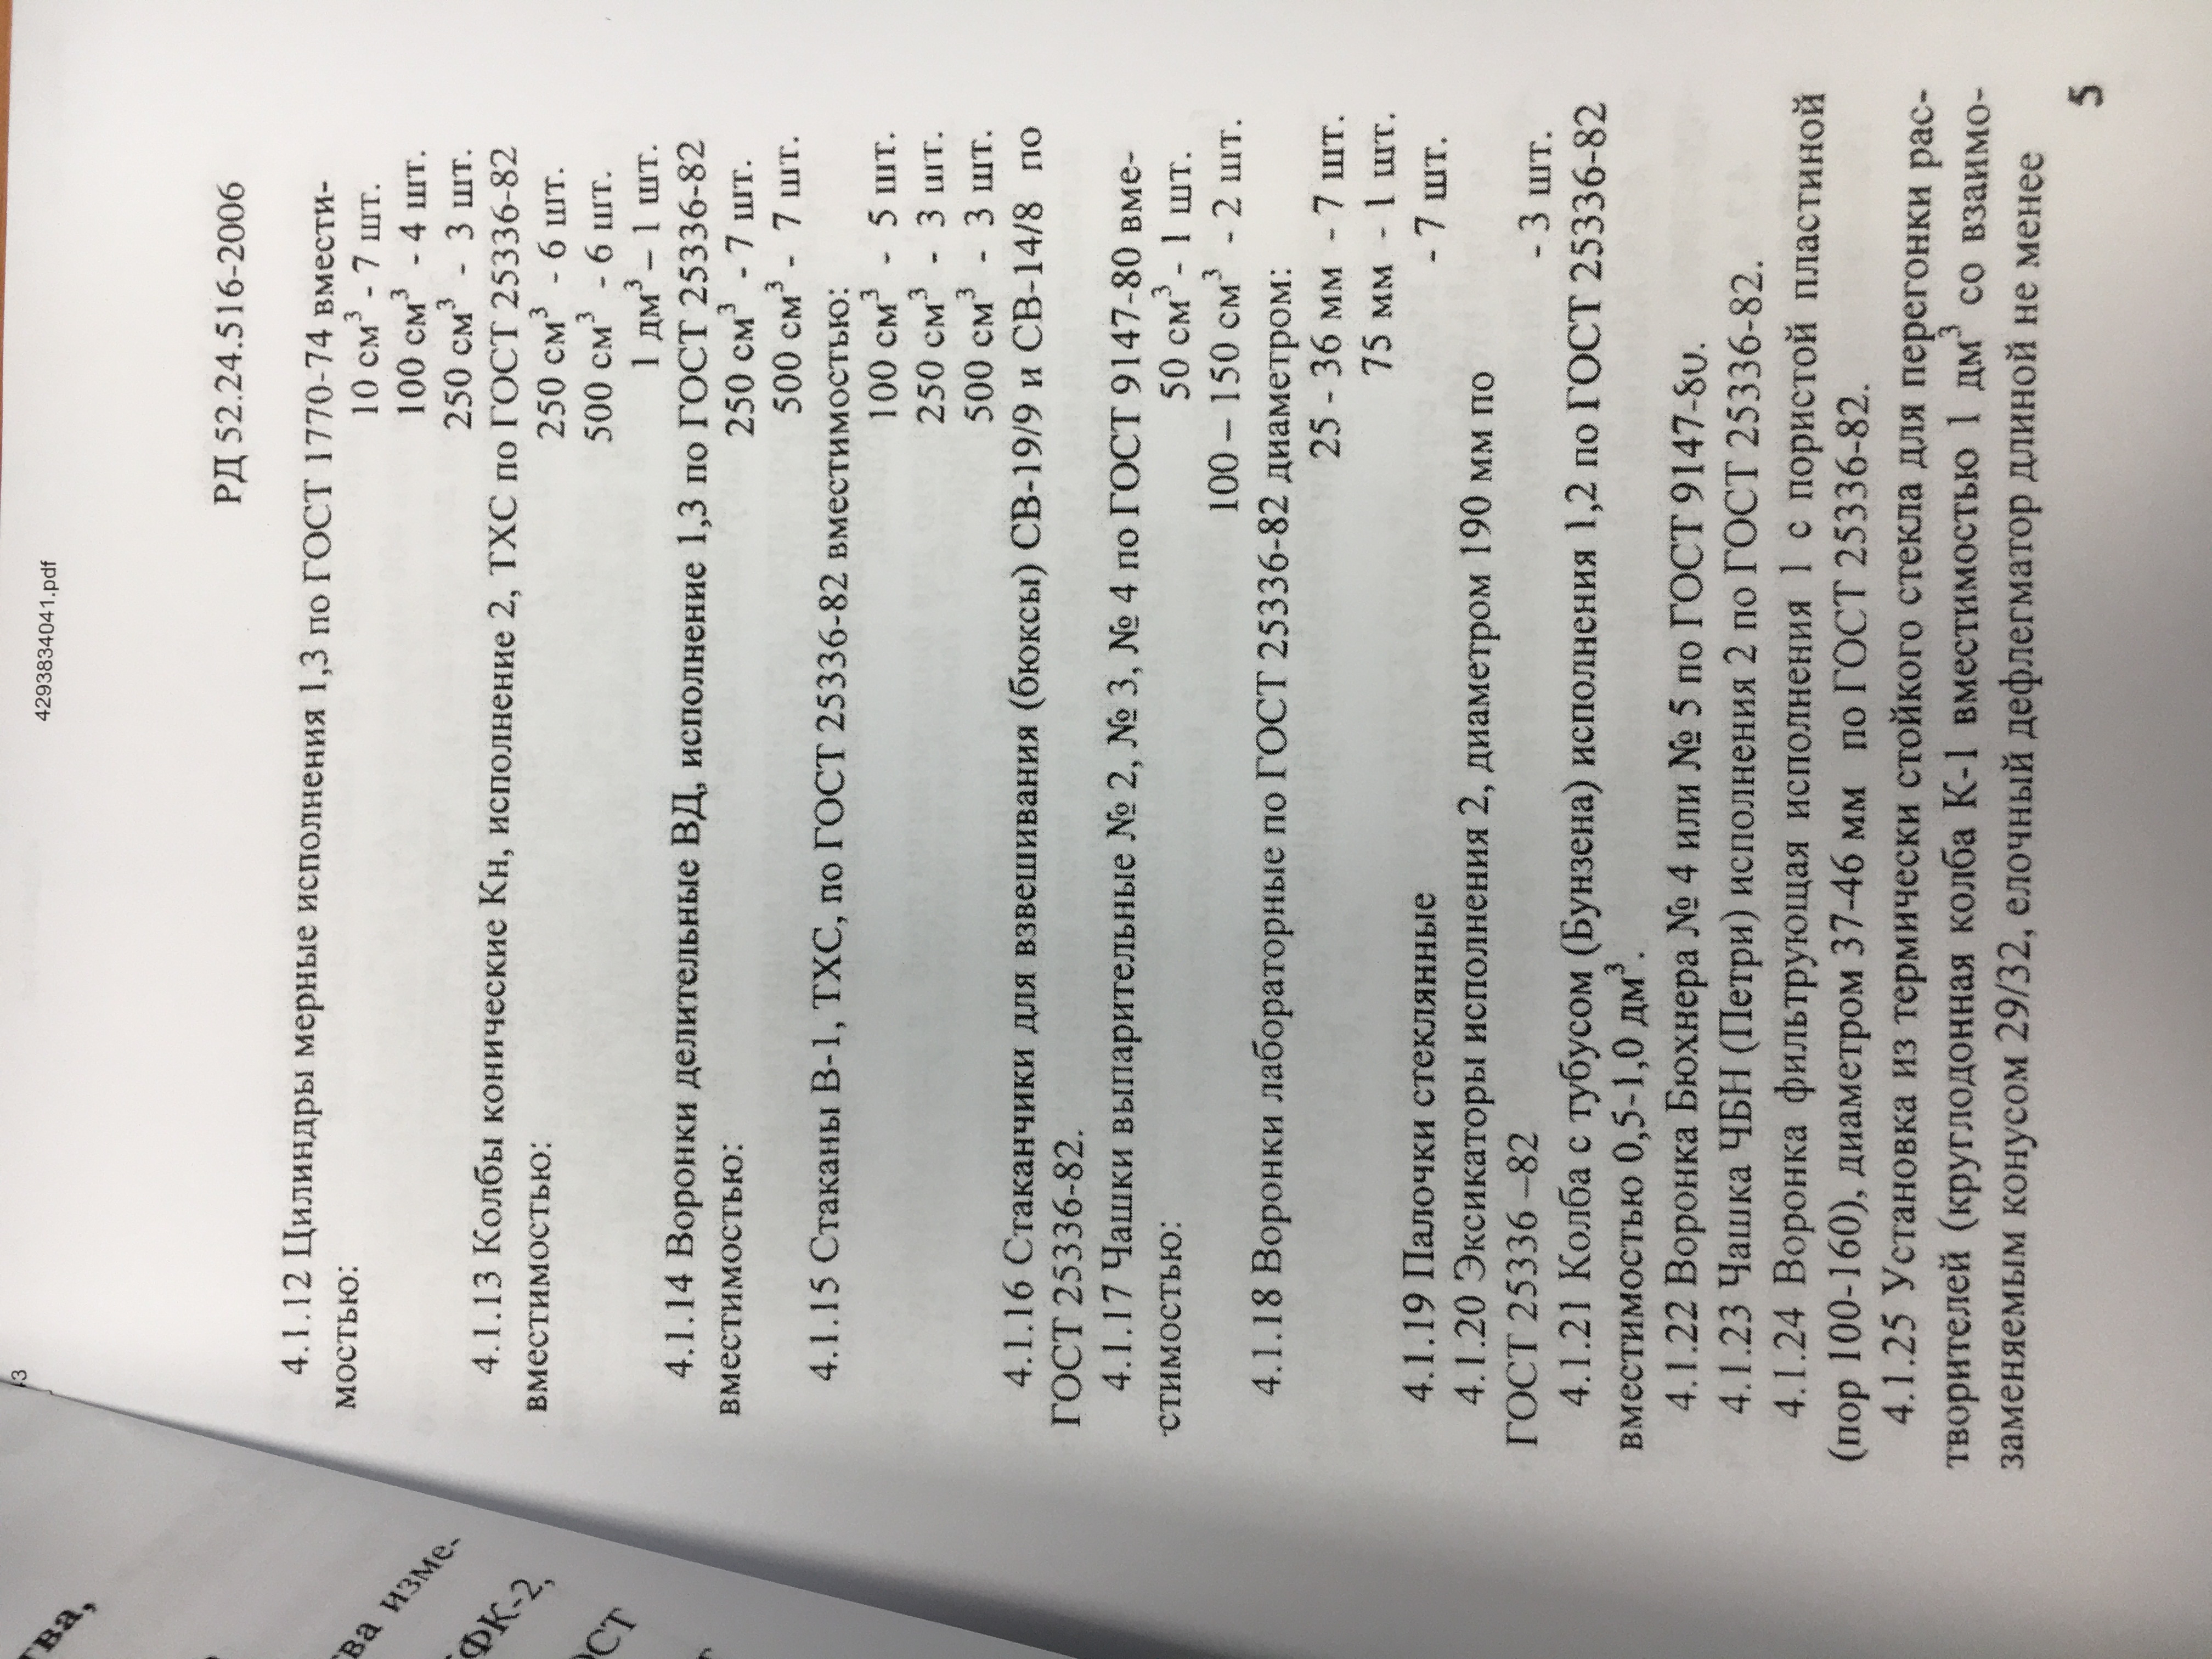 4293834041.pdf
РД 52.24.516-2006
4.1.12 Цилиндры мерные исполнения 1,3 по ГОСТ 1770-74 вмести-
мостью:
10 см³ - 7 шт.
100 см³ - 4 шт.
250 см³ - 3 шт.
4.1.13 Колбы конические Кн, исполнение 2, ТХС по ГОСТ 25336-82
вместимостью:
250 см³ - 6 шт.
500 см³ - 6 шт.
1 дм³ – 1 шт.
4.1.14 Воронки делительные ВД, исполнение 1,3 по ГОСТ 25336-82
вместимостью:
250 см³ - 7 шт.
500 см³ - 7 шт.
4.1.15 Стаканы В-1, ТХС, по ГОСТ 25336-82 вместимостью:
100 см³ - 5 шт.
250 см³ - 3 шт.
500 см³ - 3 шт.
4.1.16 Стаканчики для взвешивания (бюксы) СВ-19/9 и СВ-14/8 по
ГОСТ 25336-82.
4.1.17 Чашки выпарительные № 2, № 3, № 4 по ГОСТ 9147-80 вме-
стимостью:
50 см³ - 1 шт.
100 – 150 см³ - 2 шт.
4.1.18 Воронки лабораторные по ГОСТ 25336-82 диаметром:
25 - 36 мм - 7 шт.
75 мм - 1 шт.
4.1.19 Палочки стеклянные - 7 шт.
4.1.20 Эксикаторы исполнения 2, диаметром 190 мм по
ГОСТ 25336 –82 - 3 шт.
4.1.21 Колба с тубусом (Бунзена) исполнения 1,2 по ГОСТ 25336-82
вместимостью 0,5-1,0 дм³.
4.1.22 Воронка Бюхнера № 4 или № 5 по ГОСТ 9147-80.
4.1.23 Чашка ЧБН (Петри) исполнения 2 по ГОСТ 25336-82.
4.1.24 Воронка фильтрующая исполнения 1 с пористой пластиной
(пор 100-160), диаметром 37-46 мм по ГОСТ 25336-82.
4.1.25 Установка из термически стойкого стекла для перегонки рас-
творителей (круглодонная колба К-1 вместимостью 1 дм³ со взаимо-
заменяемым конусом 29/32, елочный дефлегматор длиной не менее
5
тва,
ва изме-
ФК-2,